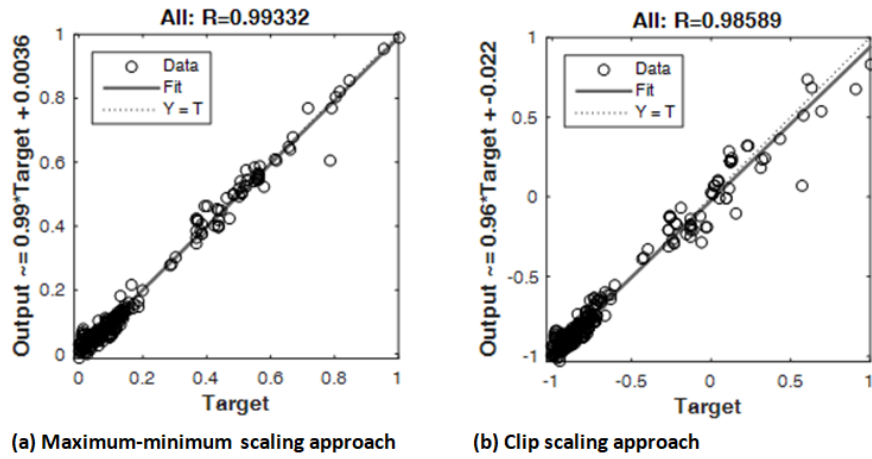 All: R=0.99332
Output ~= 0.99*Target + 0.0036
1
0.8
0.6
0.4
0.2
0
Data
Fit
Y = T
0
0.2
0.4
0.6
0.8
1
Target
(a) Maximum-minimum scaling approach
All: R=0.98589
Output ~= 0.96*Target +-0.022
1
0.5
0
-0.5
-1
Data
Fit
Y = T
-1
-0.5
0
0.5
1
Target
(b) Clip scaling approach